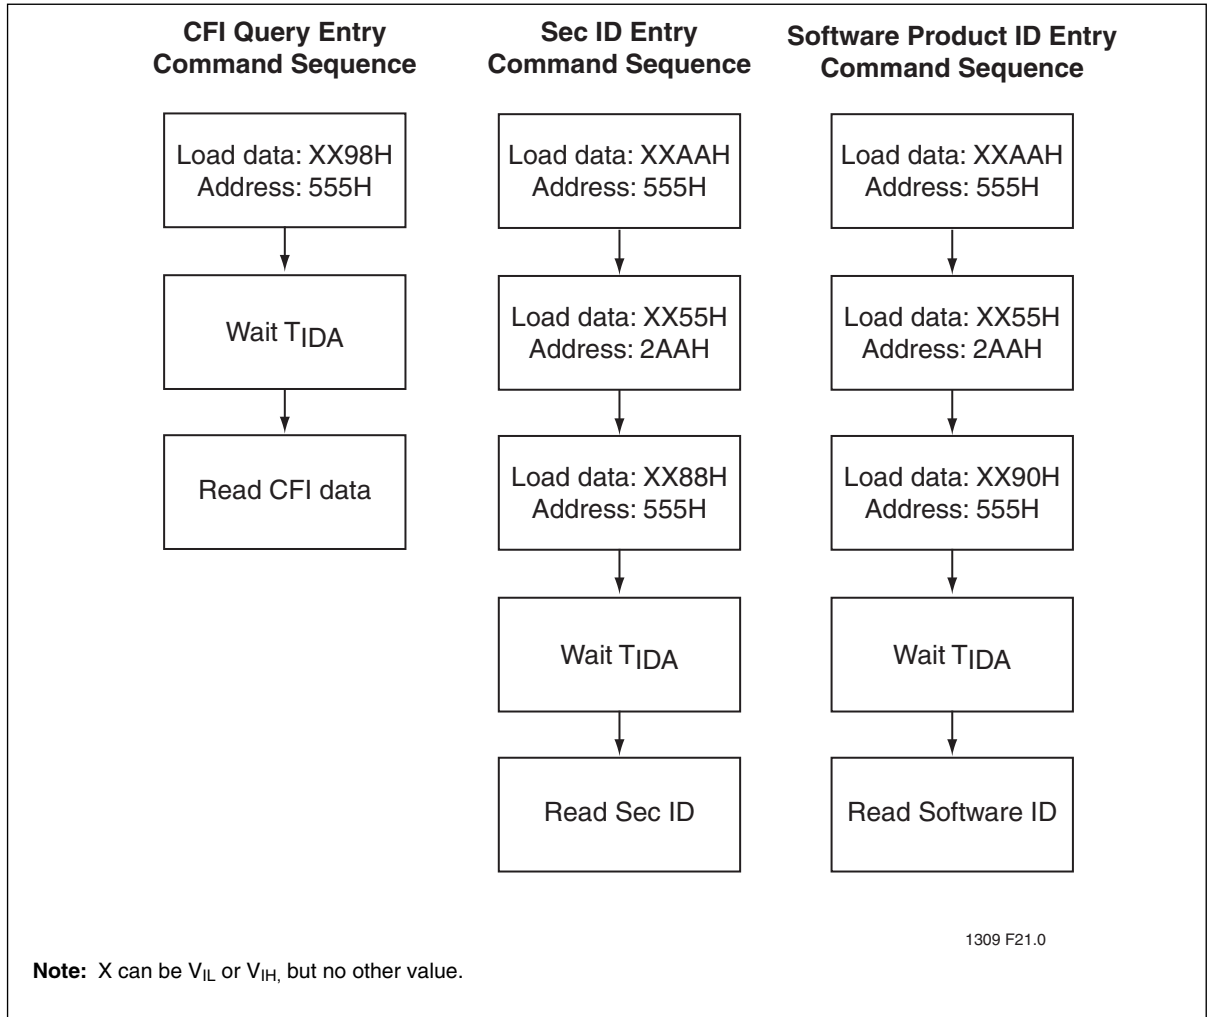 CFI Query Entry
Command Sequence
Load data: XX98H
Address: 555H
Wait TIDA
Read CFI data
Sec ID Entry
Command Sequence
Load data: XXAAH
Address: 555H
Load data: XX55H
Address: 2AAH
Load data: XX88H
Address: 555H
Wait TIDA
Read Sec ID
Software Product ID Entry
Command Sequence
Load data: XXAAH
Address: 555H
Load data: XX55H
Address: 2AAH
Load data: XX90H
Address: 555H
Wait TIDA
Read Software ID
1309 F21.0
Note: X can be VIL or VIH, but no other value.